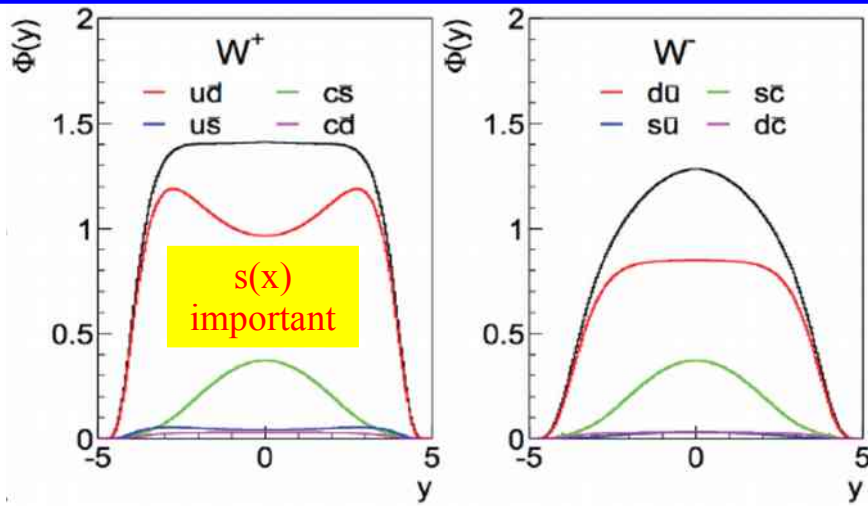 Φ(y)
2
1.5
1
0.5
0
-5 0 5
y
W⁺
ud̄ cs̄
us̄ cd̄
s(x)
important
Φ(y)
2
1.5
1
0.5
0
-5 0 5
y
W⁻
dū sc̄
sū dc̄